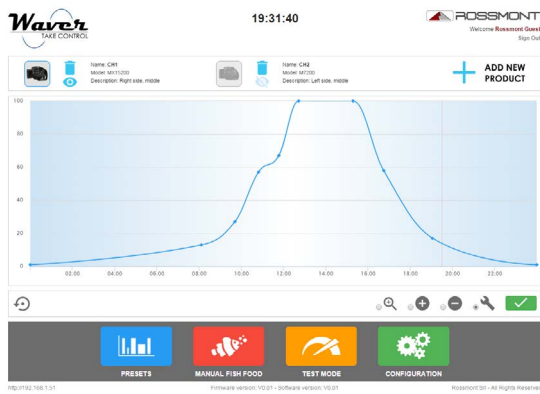 Waver
TAKE CONTROL
19:31:40
ROSSMONT
Welcome Rossmont Guest
Sign Out
Name: CH1
Model: MX11200
Description: Right side, middle
Name: CH2
Model: M7200
Description: Left side, middle
ADD NEW
PRODUCT
100
80
60
40
20
0
02:00 04:00 06:00 08:00 10:00 12:00 14:00 16:00 18:00 20:00 22:00
PRESETS
MANUAL FISH FOOD
TEST MODE
CONFIGURATION
http://192.168.1.51
Firmware version: V0.01 - Software version: V0.01
Rossmont Srl - All Rights Reserved